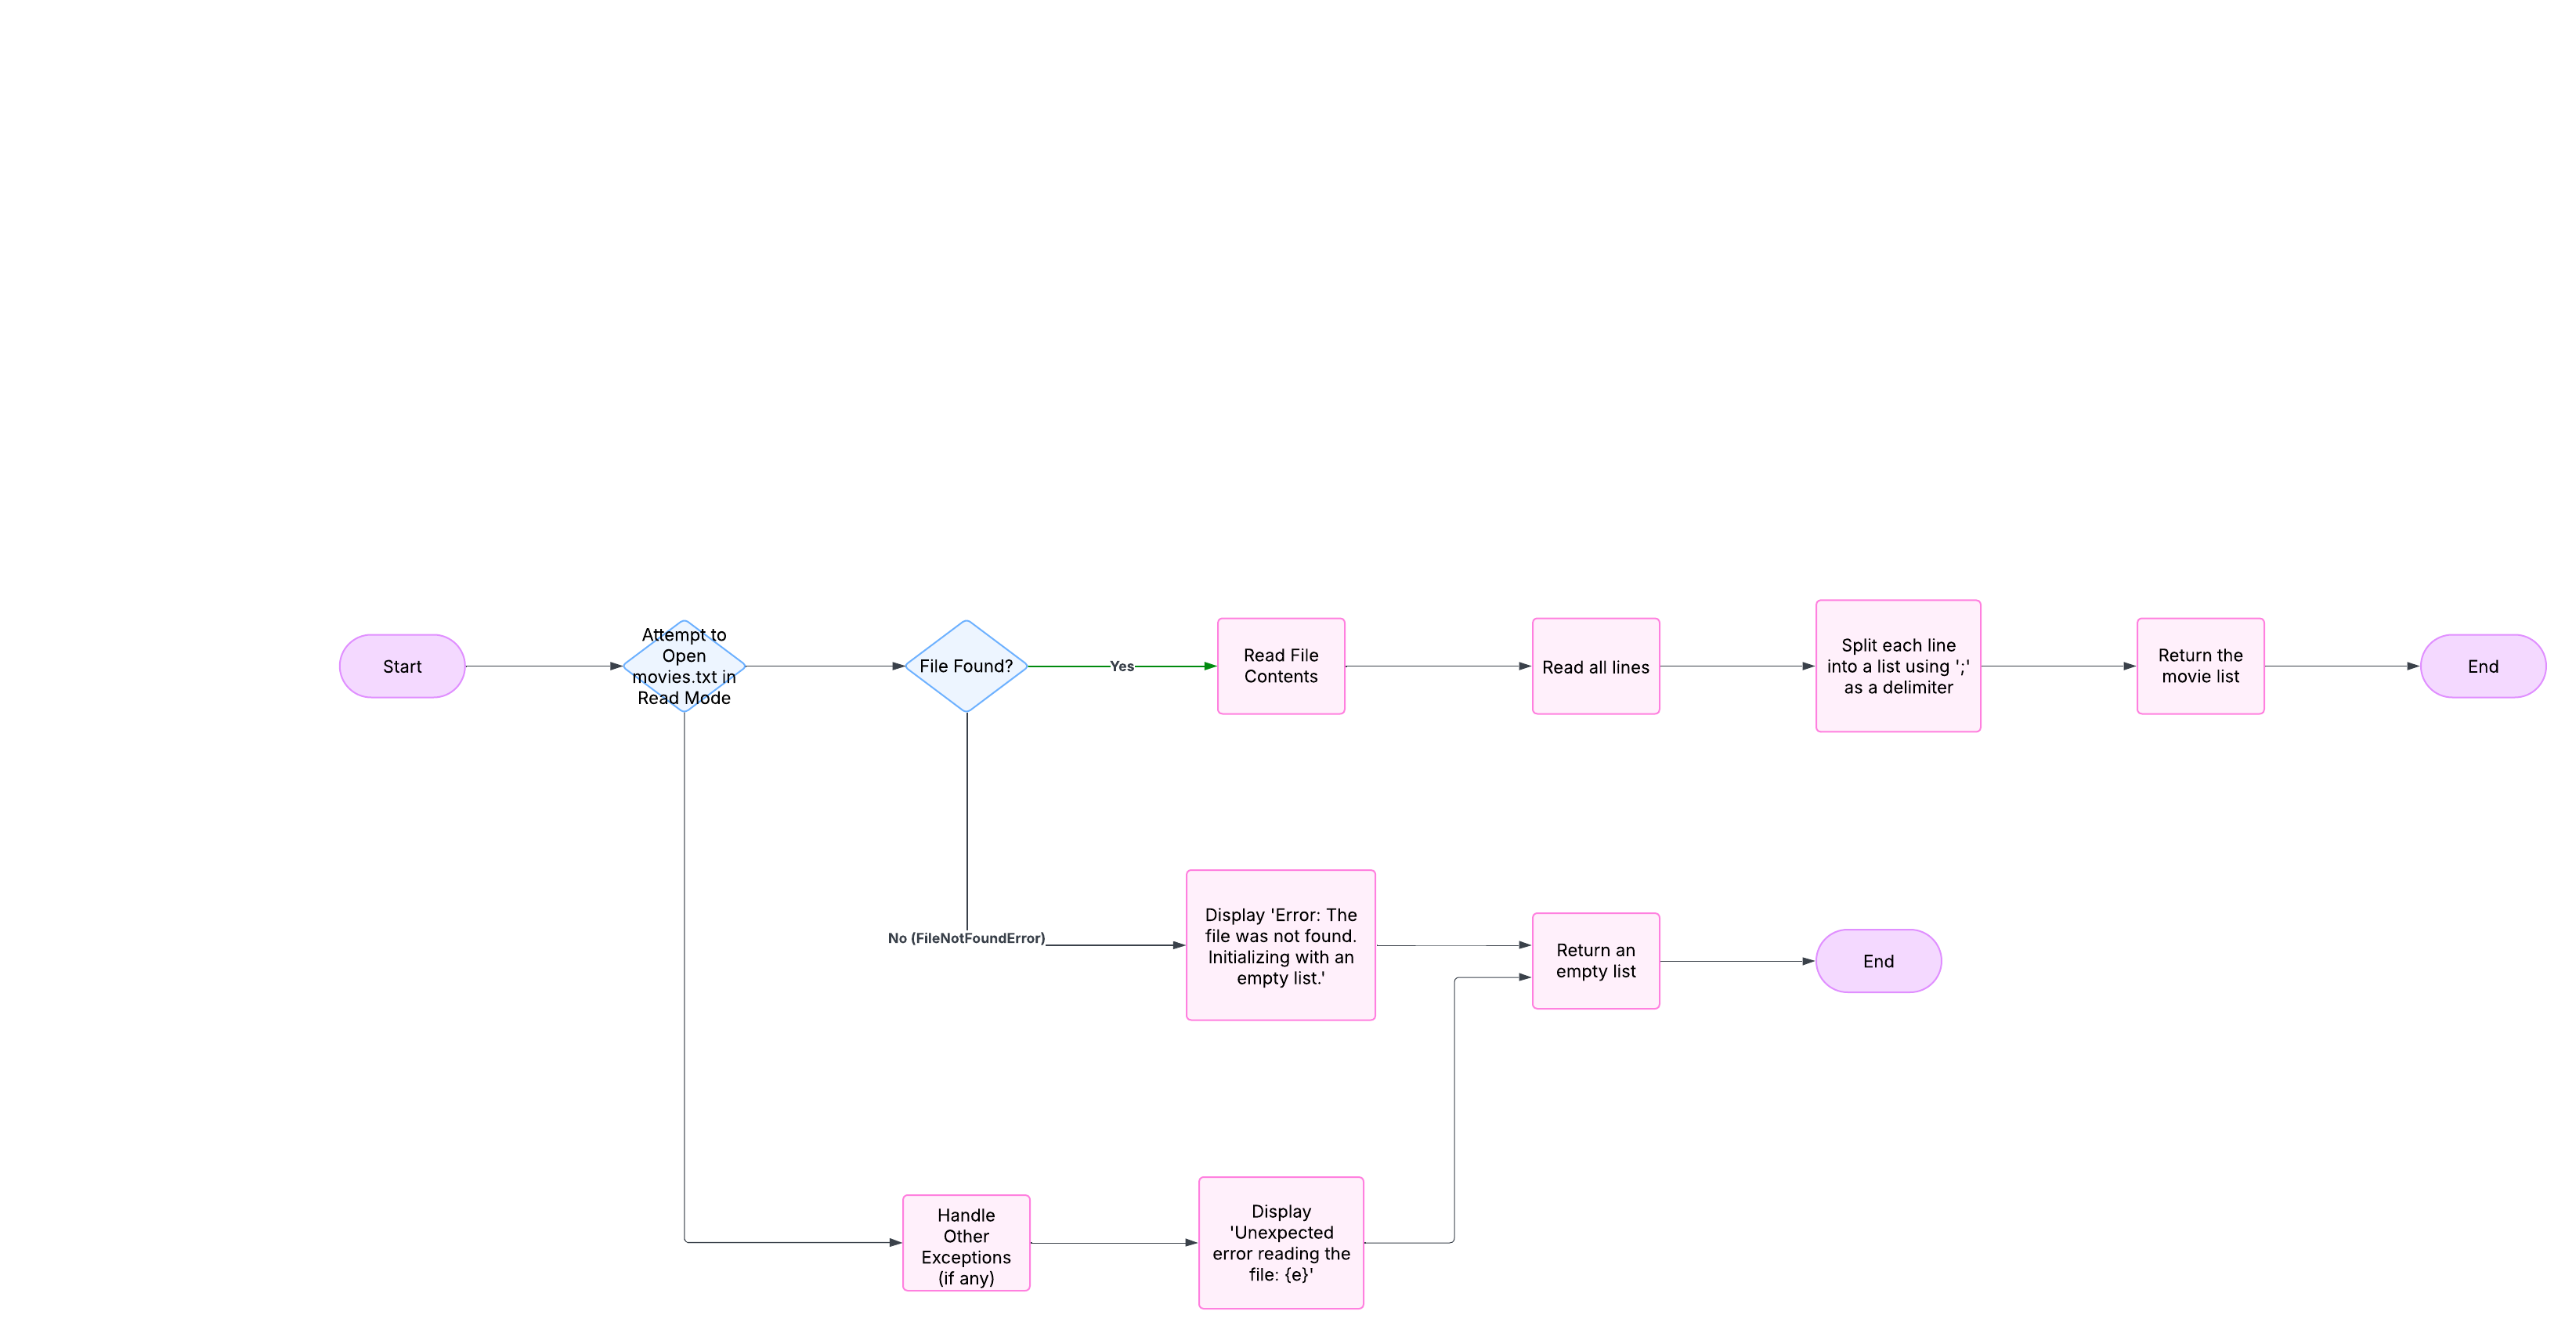 Start
Attempt to
Open
movies.txt in
Read Mode
File Found?
Yes
Read File
Contents
Read all lines
Split each line
into a list using ';'
as a delimiter
Return the
movie list
End
No (FileNotFoundError)
Display 'Error: The
file was not found.
Initializing with an
empty list.'
Return an
empty list
End
Handle
Other
Exceptions
(if any)
Display
'Unexpected
error reading the
file: {e}'